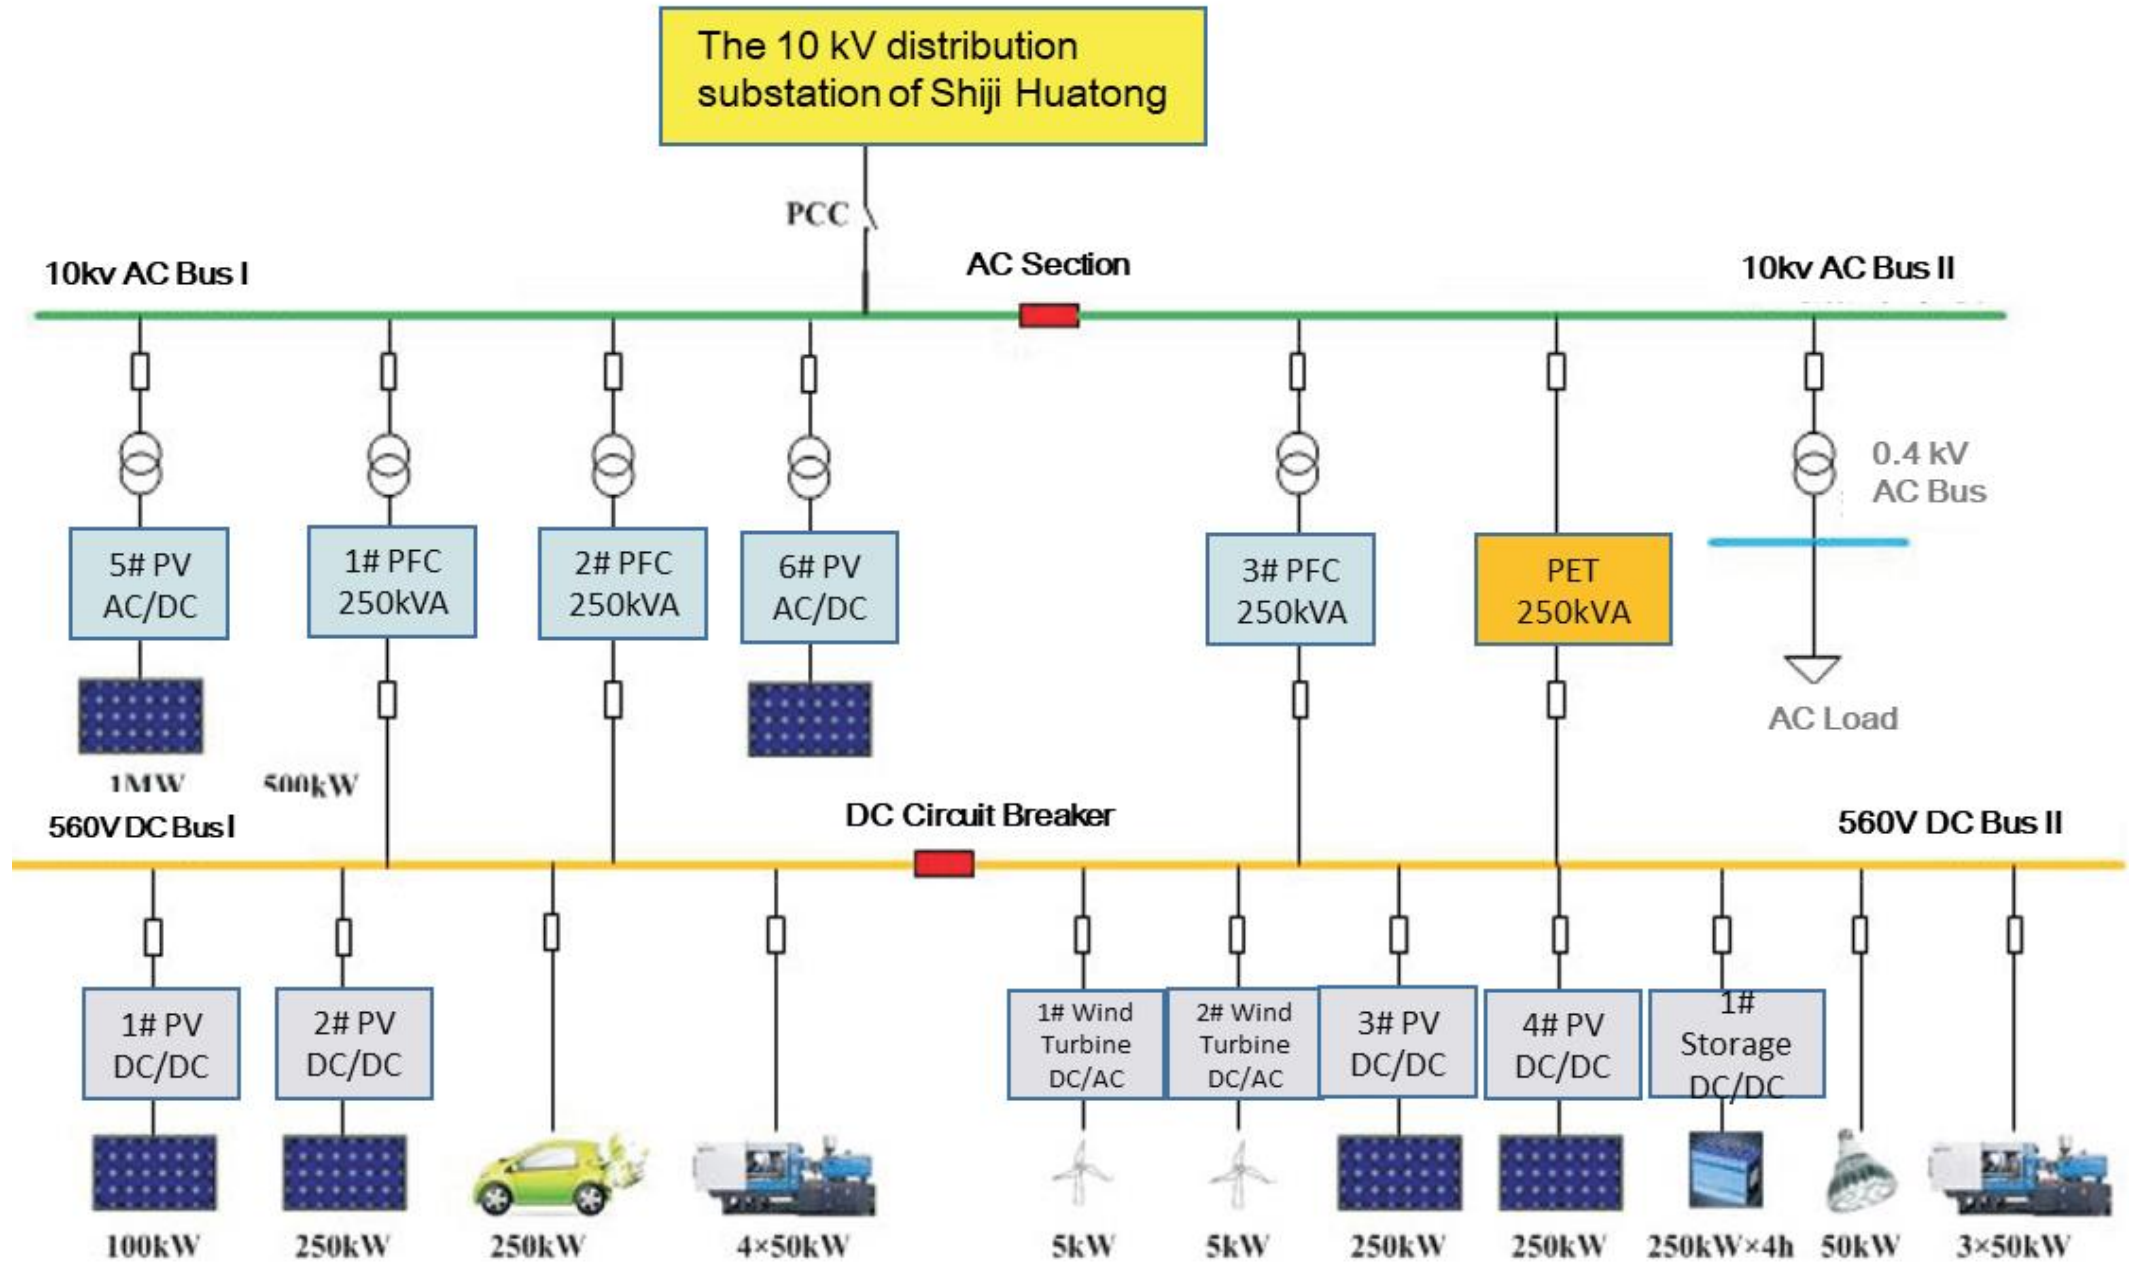 The 10 kV distribution
substation of Shiji Huatong
PCC
10kv AC Bus I
AC Section
10kv AC Bus II
0.4 kV
AC Bus
5# PV
AC/DC
1# PFC
250kVA
2# PFC
250kVA
6# PV
AC/DC
3# PFC
250kVA
PET
250kVA
AC Load
1MW
500kW
560V DC Bus I
DC Circuit Breaker
560V DC Bus II
1# PV
DC/DC
2# PV
DC/DC
1# Wind
Turbine
DC/AC
2# Wind
Turbine
DC/AC
3# PV
DC/DC
4# PV
DC/DC
1#
Storage
DC/DC
100kW
250kW
250kW
4×50kW
5kW
5kW
250kW
250kW
250kW×4h
50kW
3×50kW